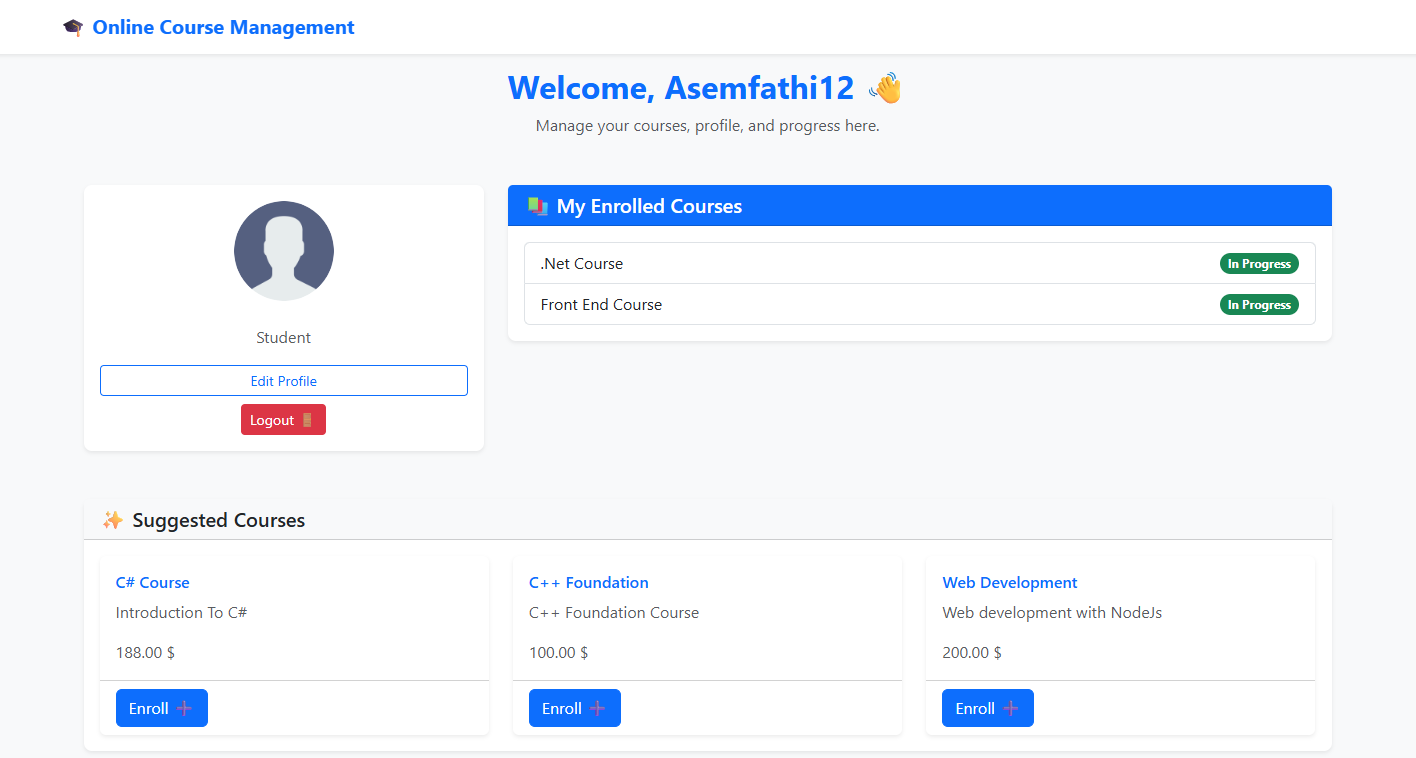 Online Course Management
Welcome, Asemfathi12
Manage your courses, profile, and progress here.
Student
Edit Profile
Logout
My Enrolled Courses
.Net Course
In Progress
Front End Course
In Progress
Suggested Courses
C# Course
Introduction To C#
188.00 $
Enroll
C++ Foundation
C++ Foundation Course
100.00 $
Enroll
Web Development
Web development with NodeJs
200.00 $
Enroll